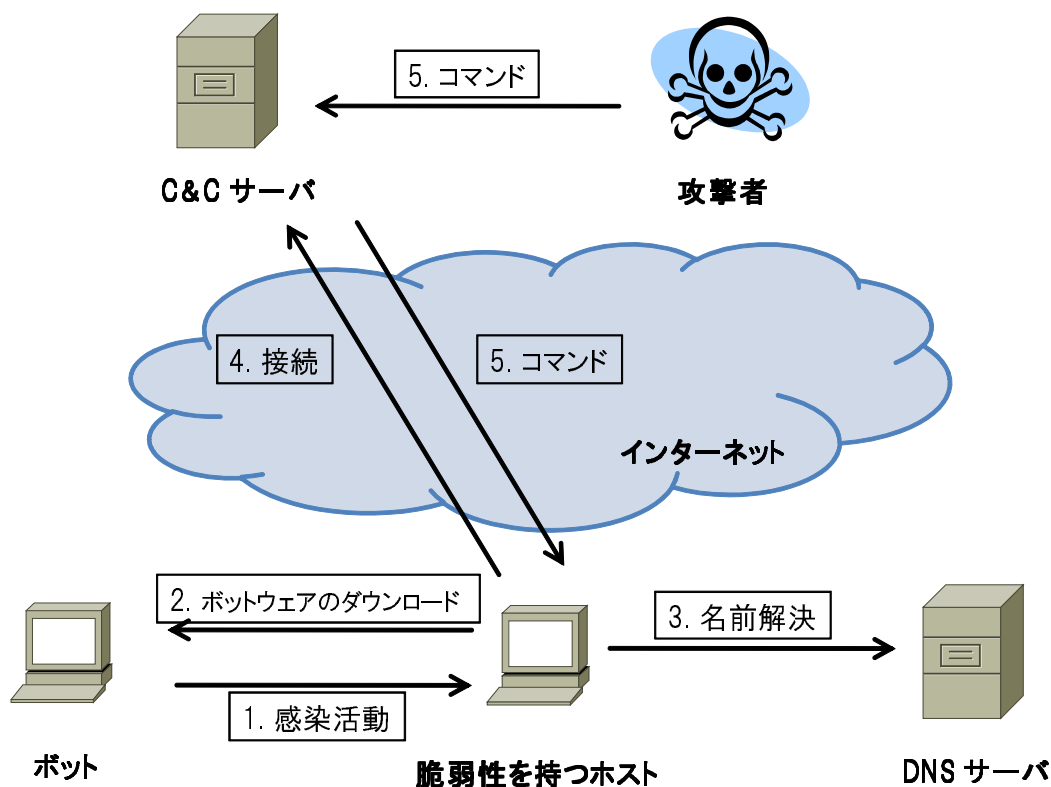 5. コマンド
C&C サーバ
攻撃者
4. 接続
5. コマンド
インターネット
2. ボットウェアのダウンロード
3. 名前解決
1. 感染活動
ボット
脆弱性を持つホスト
DNS サーバ